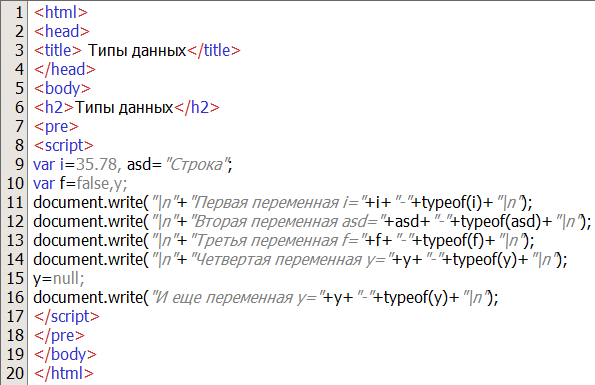 1 <html>
2 <head>
3 <title> Типы данных</title>
4 </head>
5 <body>
6 <h2>Типы данных</h2>
7 <pre>
8 <script>
9 var i=35.78, asd="Строка";
10 var f=false,y;
11 document.write("|n"+"Первая переменная i="+i+"-"+typeof(i)+"|n");
12 document.write("|n"+"Вторая переменная asd="+asd+"-"+typeof(asd)+"|n");
13 document.write("|n"+"Третья переменная f="+f+"-"+typeof(f)+"|n");
14 document.write("|n"+"Четвертая переменная y="+y+"-"+typeof(y)+"|n");
15 y=null;
16 document.write("И еще переменная y="+y+"-"+typeof(y)+"|n");
17 </script>
18 </pre>
19 </body>
20 </html>